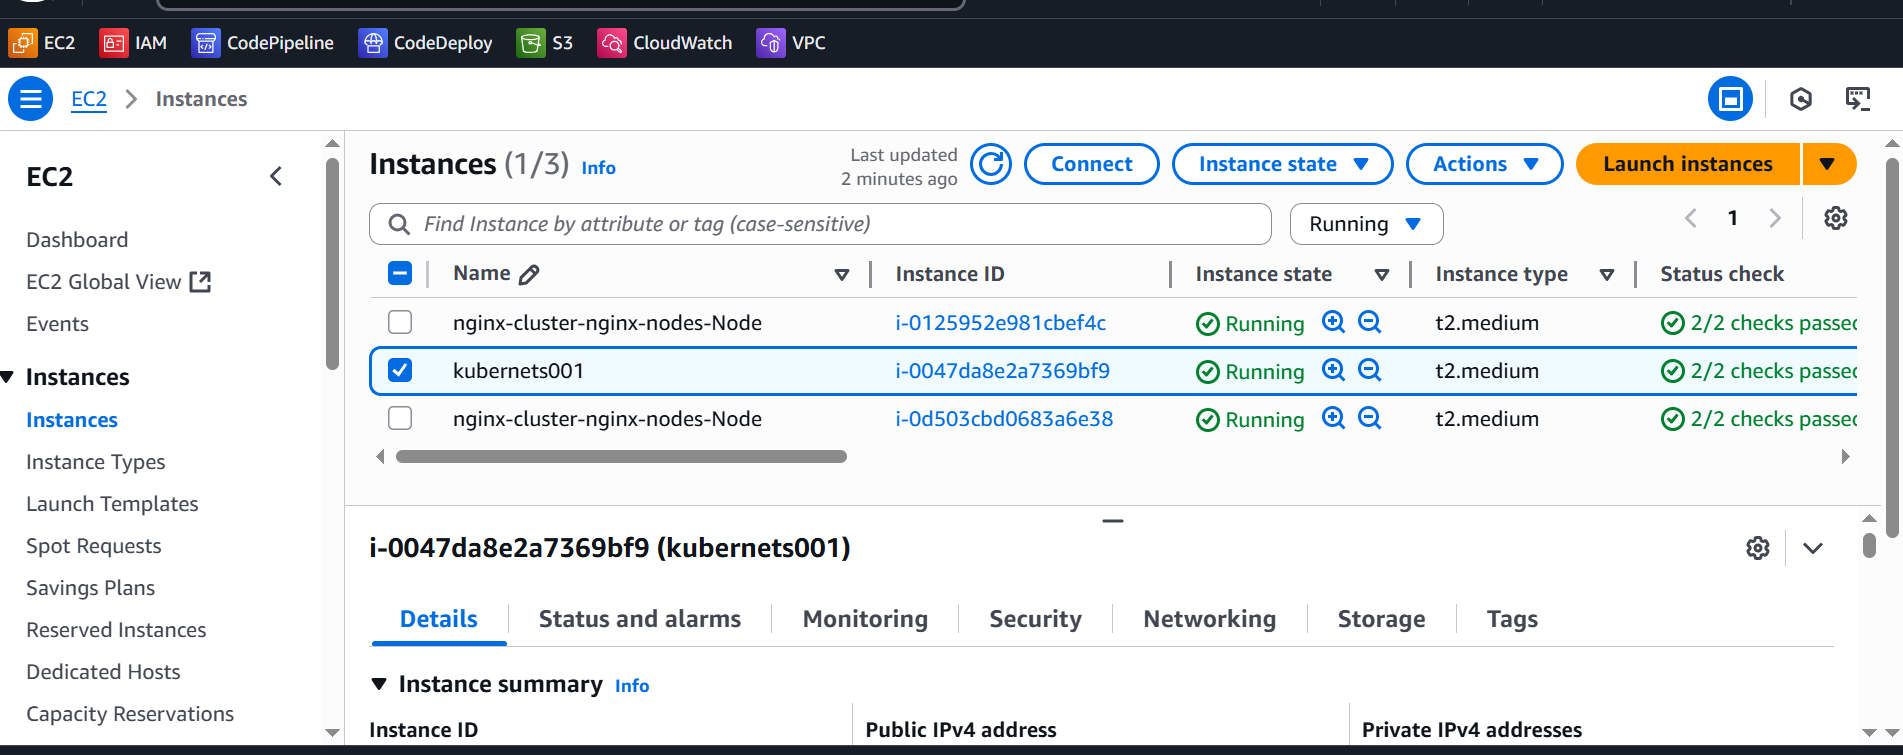 EC2 IAM CodePipeline CodeDeploy S3 CloudWatch VPC
EC2 Instances
EC2
Dashboard
EC2 Global View
Events
Instances
Instances
Instance Types
Launch Templates
Spot Requests
Savings Plans
Reserved Instances
Dedicated Hosts
Capacity Reservations
Instances (1/3) Info
Last updated
2 minutes ago
Connect Instance state Actions Launch instances
Find Instance by attribute or tag (case-sensitive)
Running
1
Name Instance ID Instance state Instance type Status check
nginx-cluster-nginx-nodes-Node i-0125952e981cbef4c Running t2.medium 2/2 checks passed
kubernets001 i-0047da8e2a7369bf9 Running t2.medium 2/2 checks passed
nginx-cluster-nginx-nodes-Node i-0d503cbd0683a6e38 Running t2.medium 2/2 checks passed
i-0047da8e2a7369bf9 (kubernets001)
Details Status and alarms Monitoring Security Networking Storage Tags
Instance summary Info
Instance ID Public IPv4 address Private IPv4 addresses